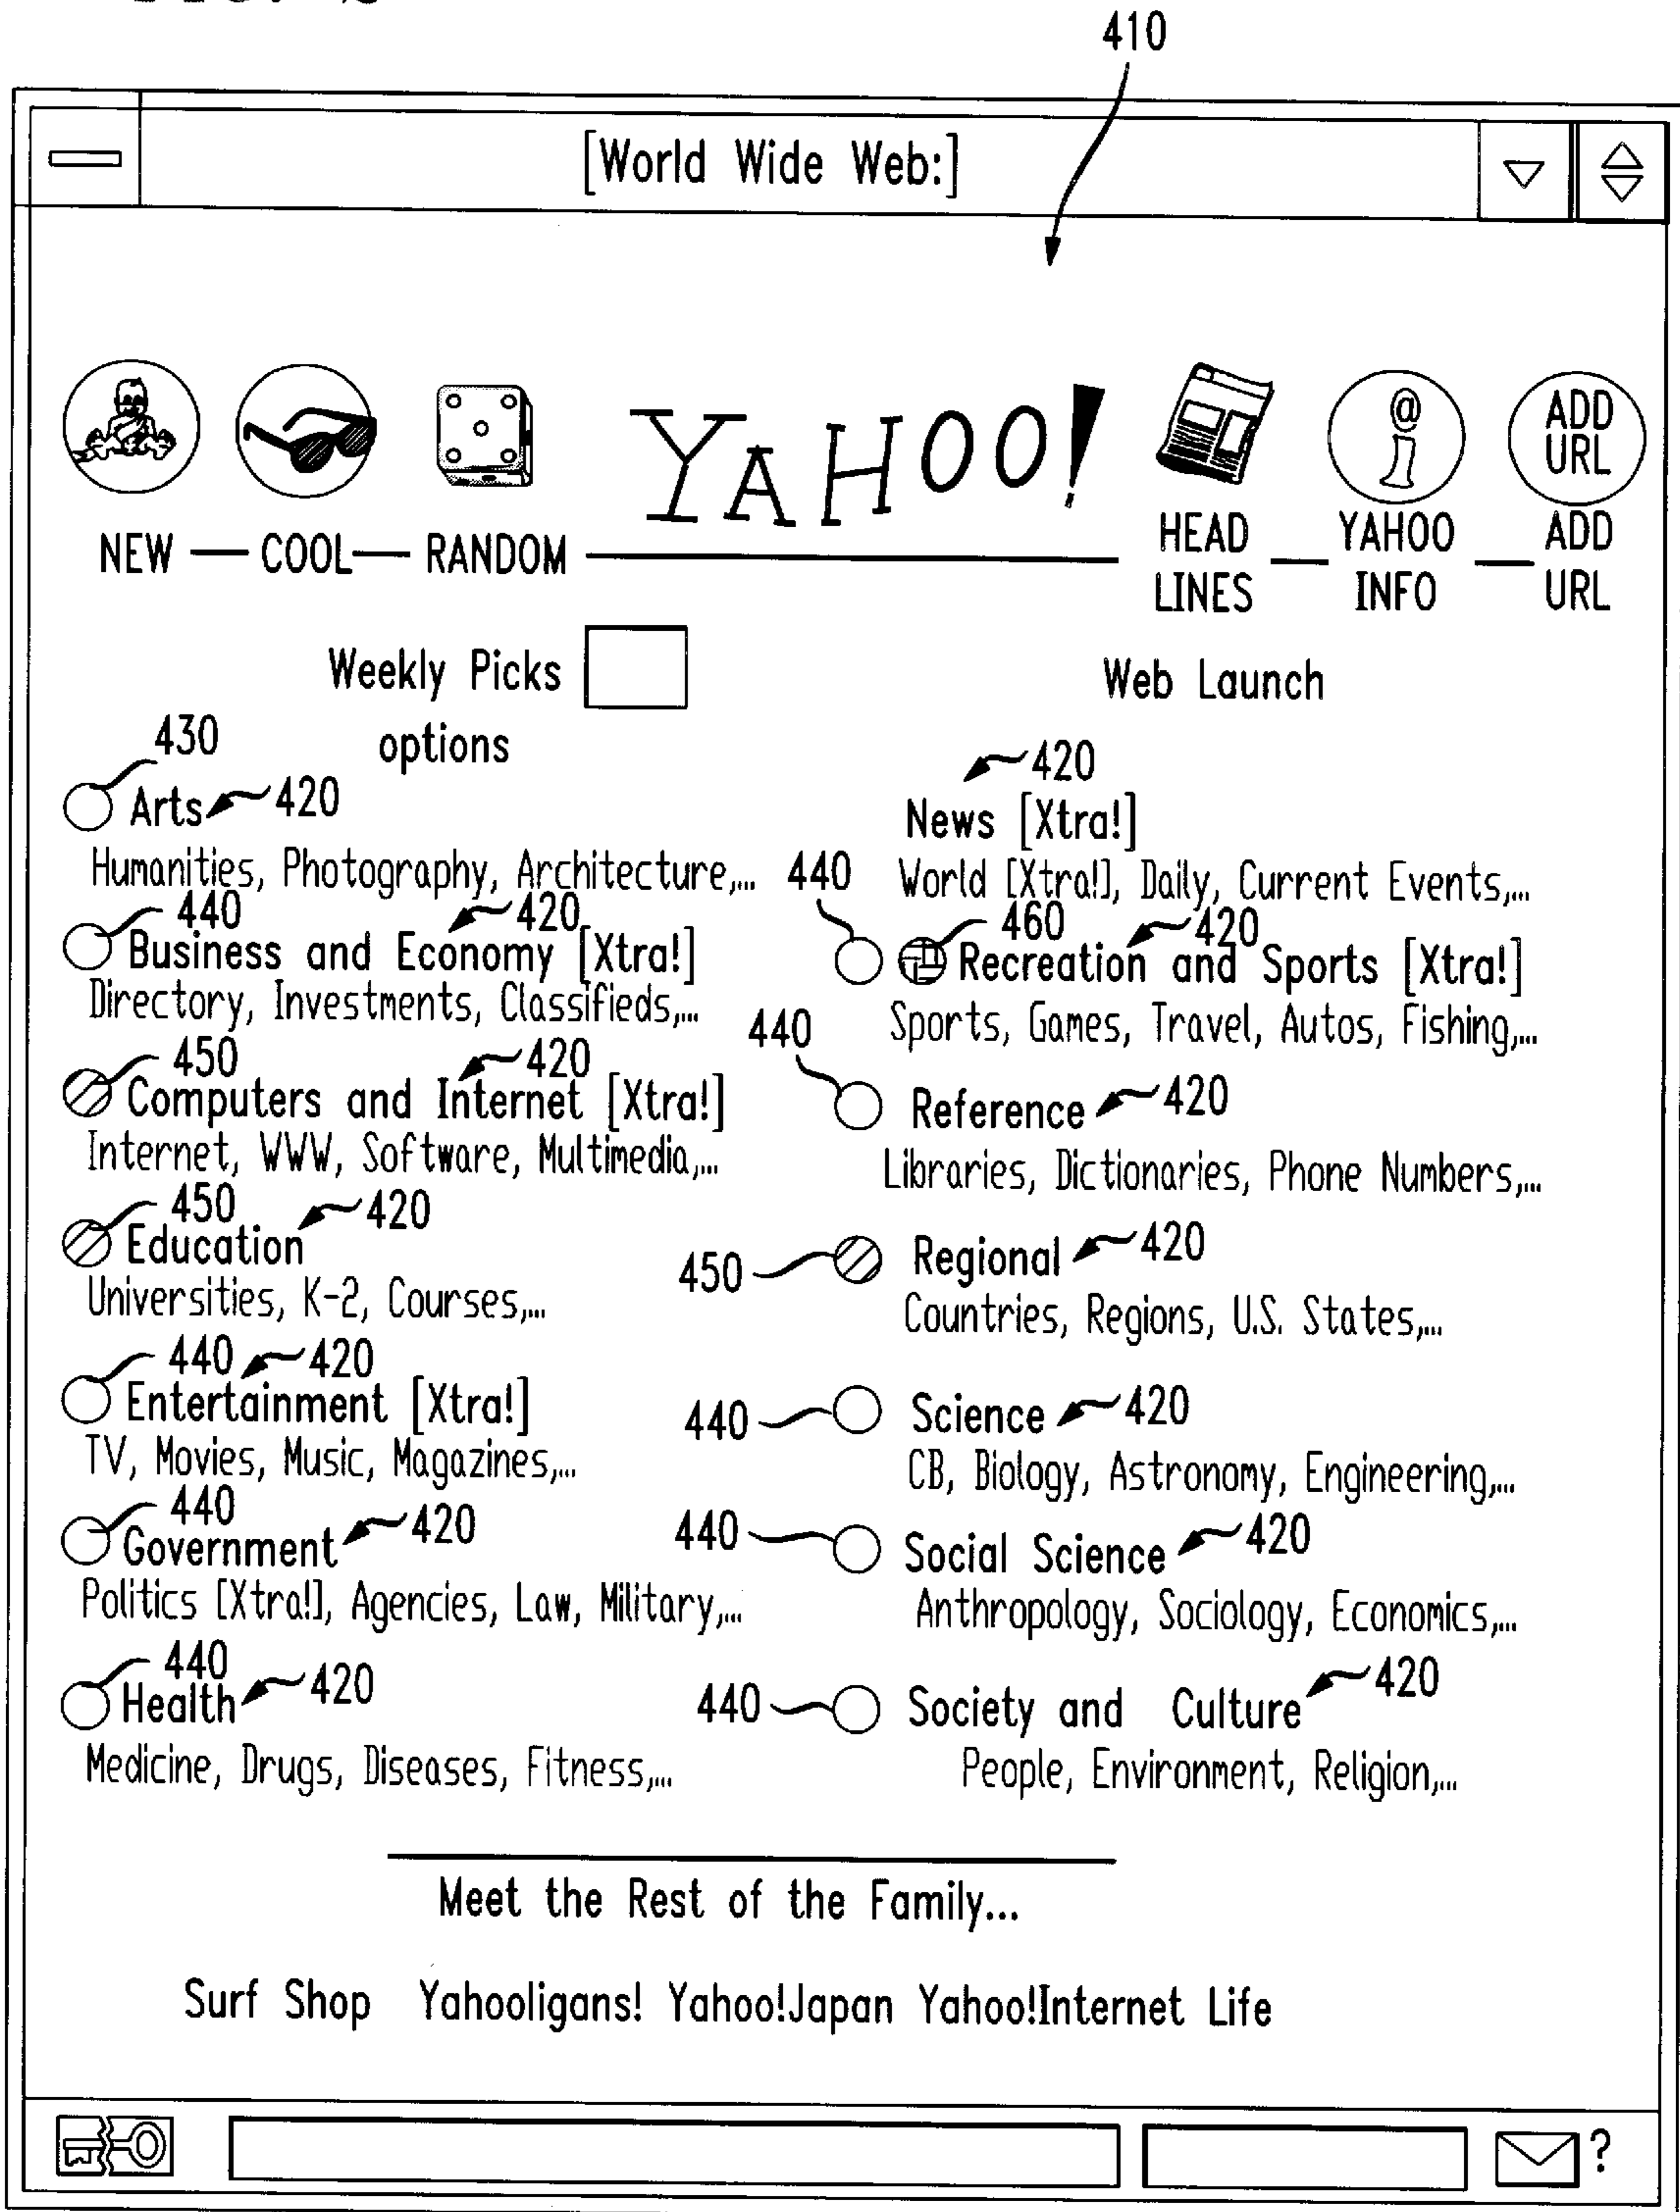 410
[World Wide Web:]
@
i
ADD
URL
YAHOO!
NEW — COOL — RANDOM
HEAD LINES — YAHOO INFO — ADD URL
Weekly Picks
options
Web Launch
430
Arts 420
Humanities, Photography, Architecture,...
440 420
Business and Economy [Xtra!]
Directory, Investments, Classifieds,...
450 420
Computers and Internet [Xtra!]
Internet, WWW, Software, Multimedia,...
450 420
Education
Universities, K-2, Courses,...
440 420
Entertainment [Xtra!]
TV, Movies, Music, Magazines,...
440
Government 420
Politics [Xtra!], Agencies, Law, Military,...
440
Health 420
Medicine, Drugs, Diseases, Fitness,...
420
News [Xtra!]
440 World [Xtra!], Daily, Current Events,...
460 420
Recreation and Sports [Xtra!]
Sports, Games, Travel, Autos, Fishing,...
440
Reference 420
Libraries, Dictionaries, Phone Numbers,...
450 Regional 420
Countries, Regions, U.S. States,...
440 Science 420
CB, Biology, Astronomy, Engineering,...
440 Social Science 420
Anthropology, Sociology, Economics,...
440 Society and Culture 420
People, Environment, Religion,...
Meet the Rest of the Family...
Surf Shop Yahooligans! Yahoo!Japan Yahoo!Internet Life
?